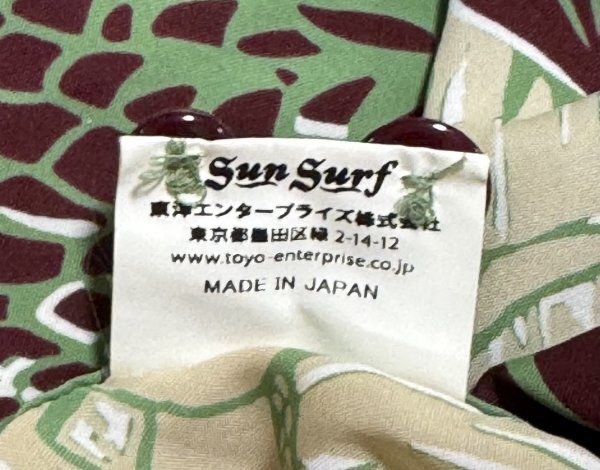 Sun Surf
東洋エンタープライズ株式会社
東京都墨田区緑 2-14-12
www.toyo-enterprise.co.jp
MADE IN JAPAN